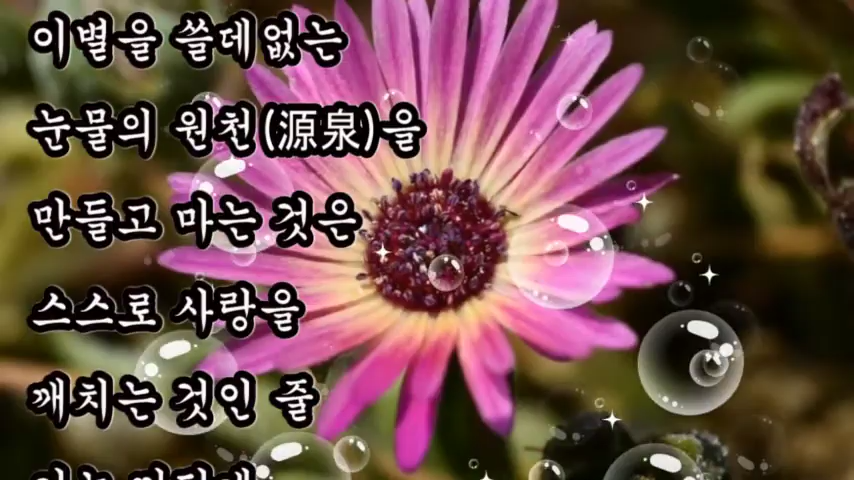 이별을 쓸데없는
눈물의 원천(源泉)을
만들고 마는 것은
스스로 사랑을
깨치는 것인 줄